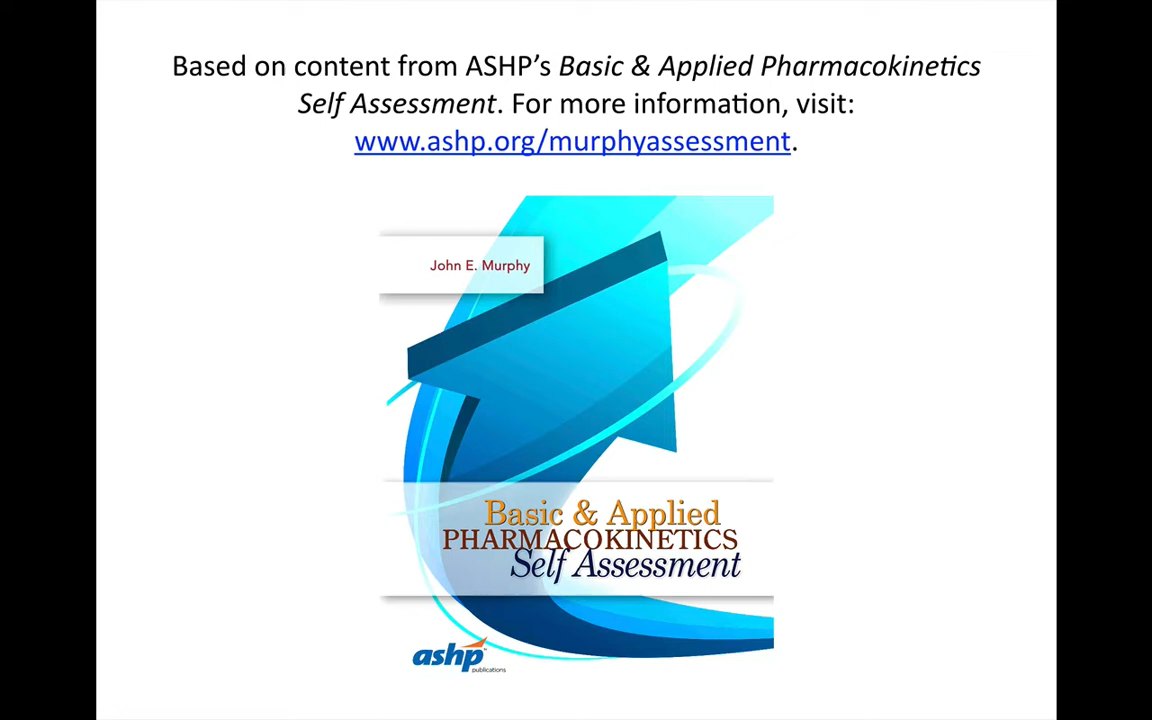 Based on content from ASHP’s Basic & Applied Pharmacokinetics
Self Assessment. For more information, visit:
www.ashp.org/murphyassessment.
John E. Murphy
Basic & Applied
PHARMACOKINETICS
Self Assessment
ashp
publications